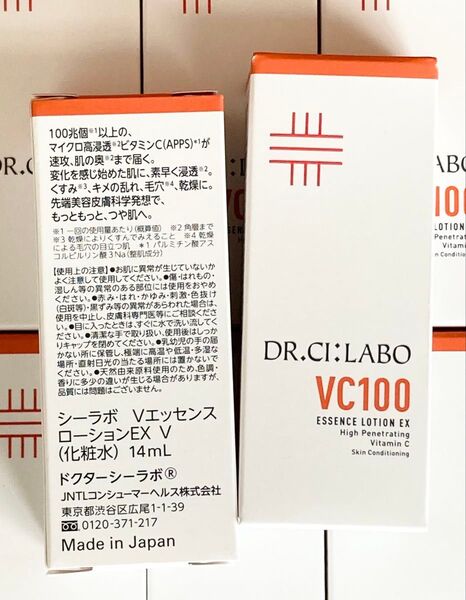 100兆個※1以上の、
マイクロ高浸透※2ビタミンC(APPS)*1が
速攻、肌の奥※2まで届く。
変化を感じ始めた肌に、素早く浸透※2。
くすみ※3、キメの乱れ、毛穴※4、乾燥に。
先端美容皮膚科学発想で、
もっともっと、つや肌へ。
※1 一回の使用量あたり(概算値) ※2 角層まで
※3 乾燥によりくすんでみえること ※4 乾燥
による毛穴の目立つ肌 *1 パルミチン酸アス
コルビルリン酸3Na(整肌成分)
【使用上の注意】●お肌に異常が生じていないか
よく注意して使用してください。●傷・はれもの・
湿しん等の異常のある部位には使用をおやめ
ください。●赤み・はれ・かゆみ・刺激・色抜け
(白斑等)・黒ずみ等の異常があらわれた場合は、
使用を中止し、皮膚科専門医等にご相談くださ
い。●目に入ったときは、すぐに水で洗い流してく
ださい。●清潔な手で取り扱い、使用後はしっか
りキャップを閉めてください。●乳幼児の手の届
かない所に保管し、極端に高温や低温・多湿な
場所・直射日光の当たる場所には置かないで
ください。●天然由来原料使用のため、色調・
香りに多少の違いが生じる場合がありますが、
品質には問題はございません。
シーラボ Vエッセンス
ローションEX V
(化粧水) 14mL
ドクターシーラボ®
JNTLコンシューマーヘルス株式会社
東京都渋谷区広尾1-1-39
0120-371-217
Made in Japan
DR.CI:LABO
VC100
ESSENCE LOTION EX
High Penetrating
Vitamin C
Skin Conditioning
DR.C
VC
100
LOTION EX
Penetrating
Vitamin C
Conditioning